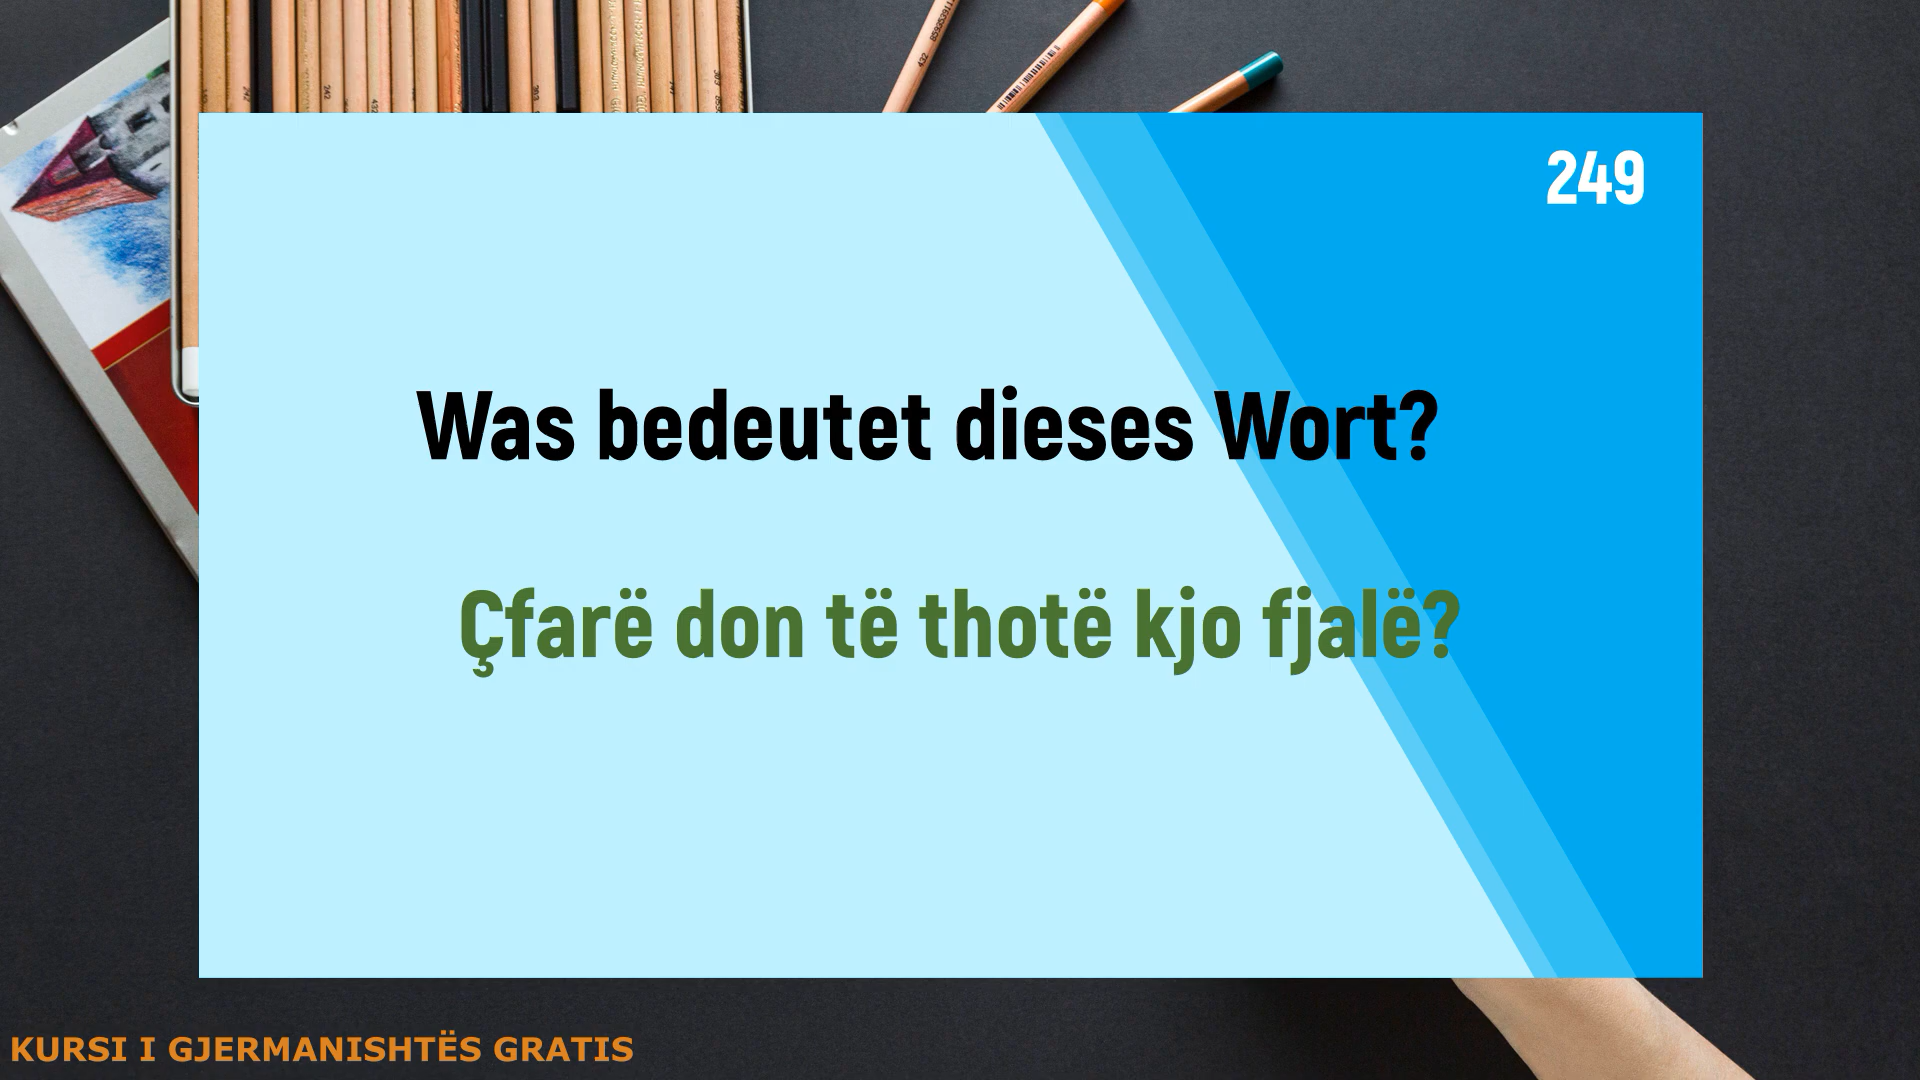 249
Was bedeutet dieses Wort?
Çfarë don të thotë kjo fjalë?
KURSI I GJERMANISHTËS GRATIS